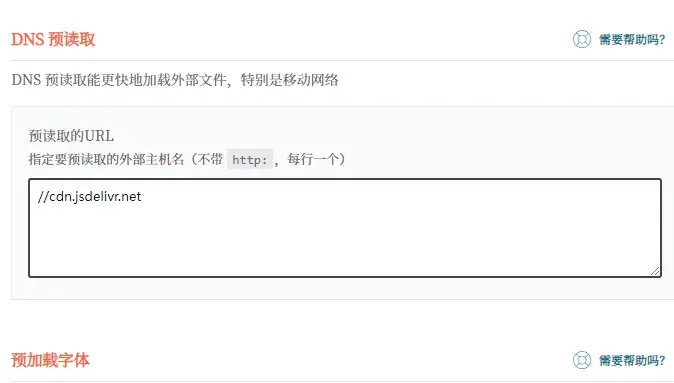 DNS 预读取
需要帮助吗?
DNS 预读取能更快地加载外部文件，特别是移动网络
预读取的URL
指定要预读取的外部主机名（不带 http: ，每行一个）
//cdn.jsdelivr.net
预加载字体
需要帮助吗?